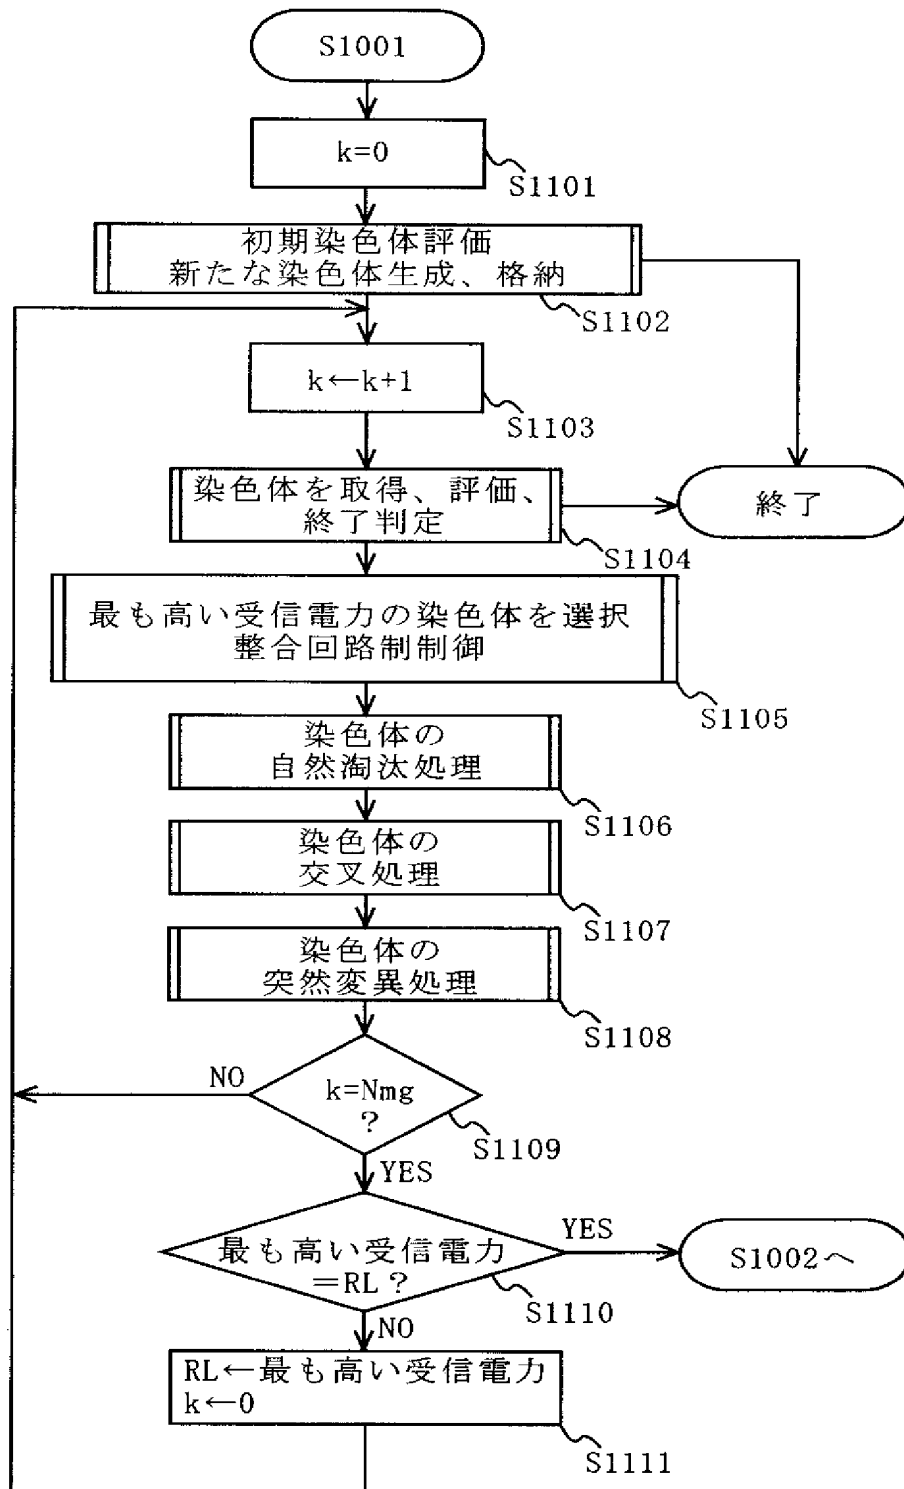 S1001
k=0
S1101
初期染色体評価
新たな染色体生成、格納
S1102
k←k+1
S1103
染色体を取得、評価、
終了判定
S1104
終了
最も高い受信電力の染色体を選択
整合回路制制御
S1105
染色体の
自然淘汰処理
S1106
染色体の
交叉処理
S1107
染色体の
突然変異処理
S1108
NO
k=Nmg
?
S1109
YES
最も高い受信電力
=RL?
S1110
YES
S1002へ
NO
RL←最も高い受信電力
k←0
S1111